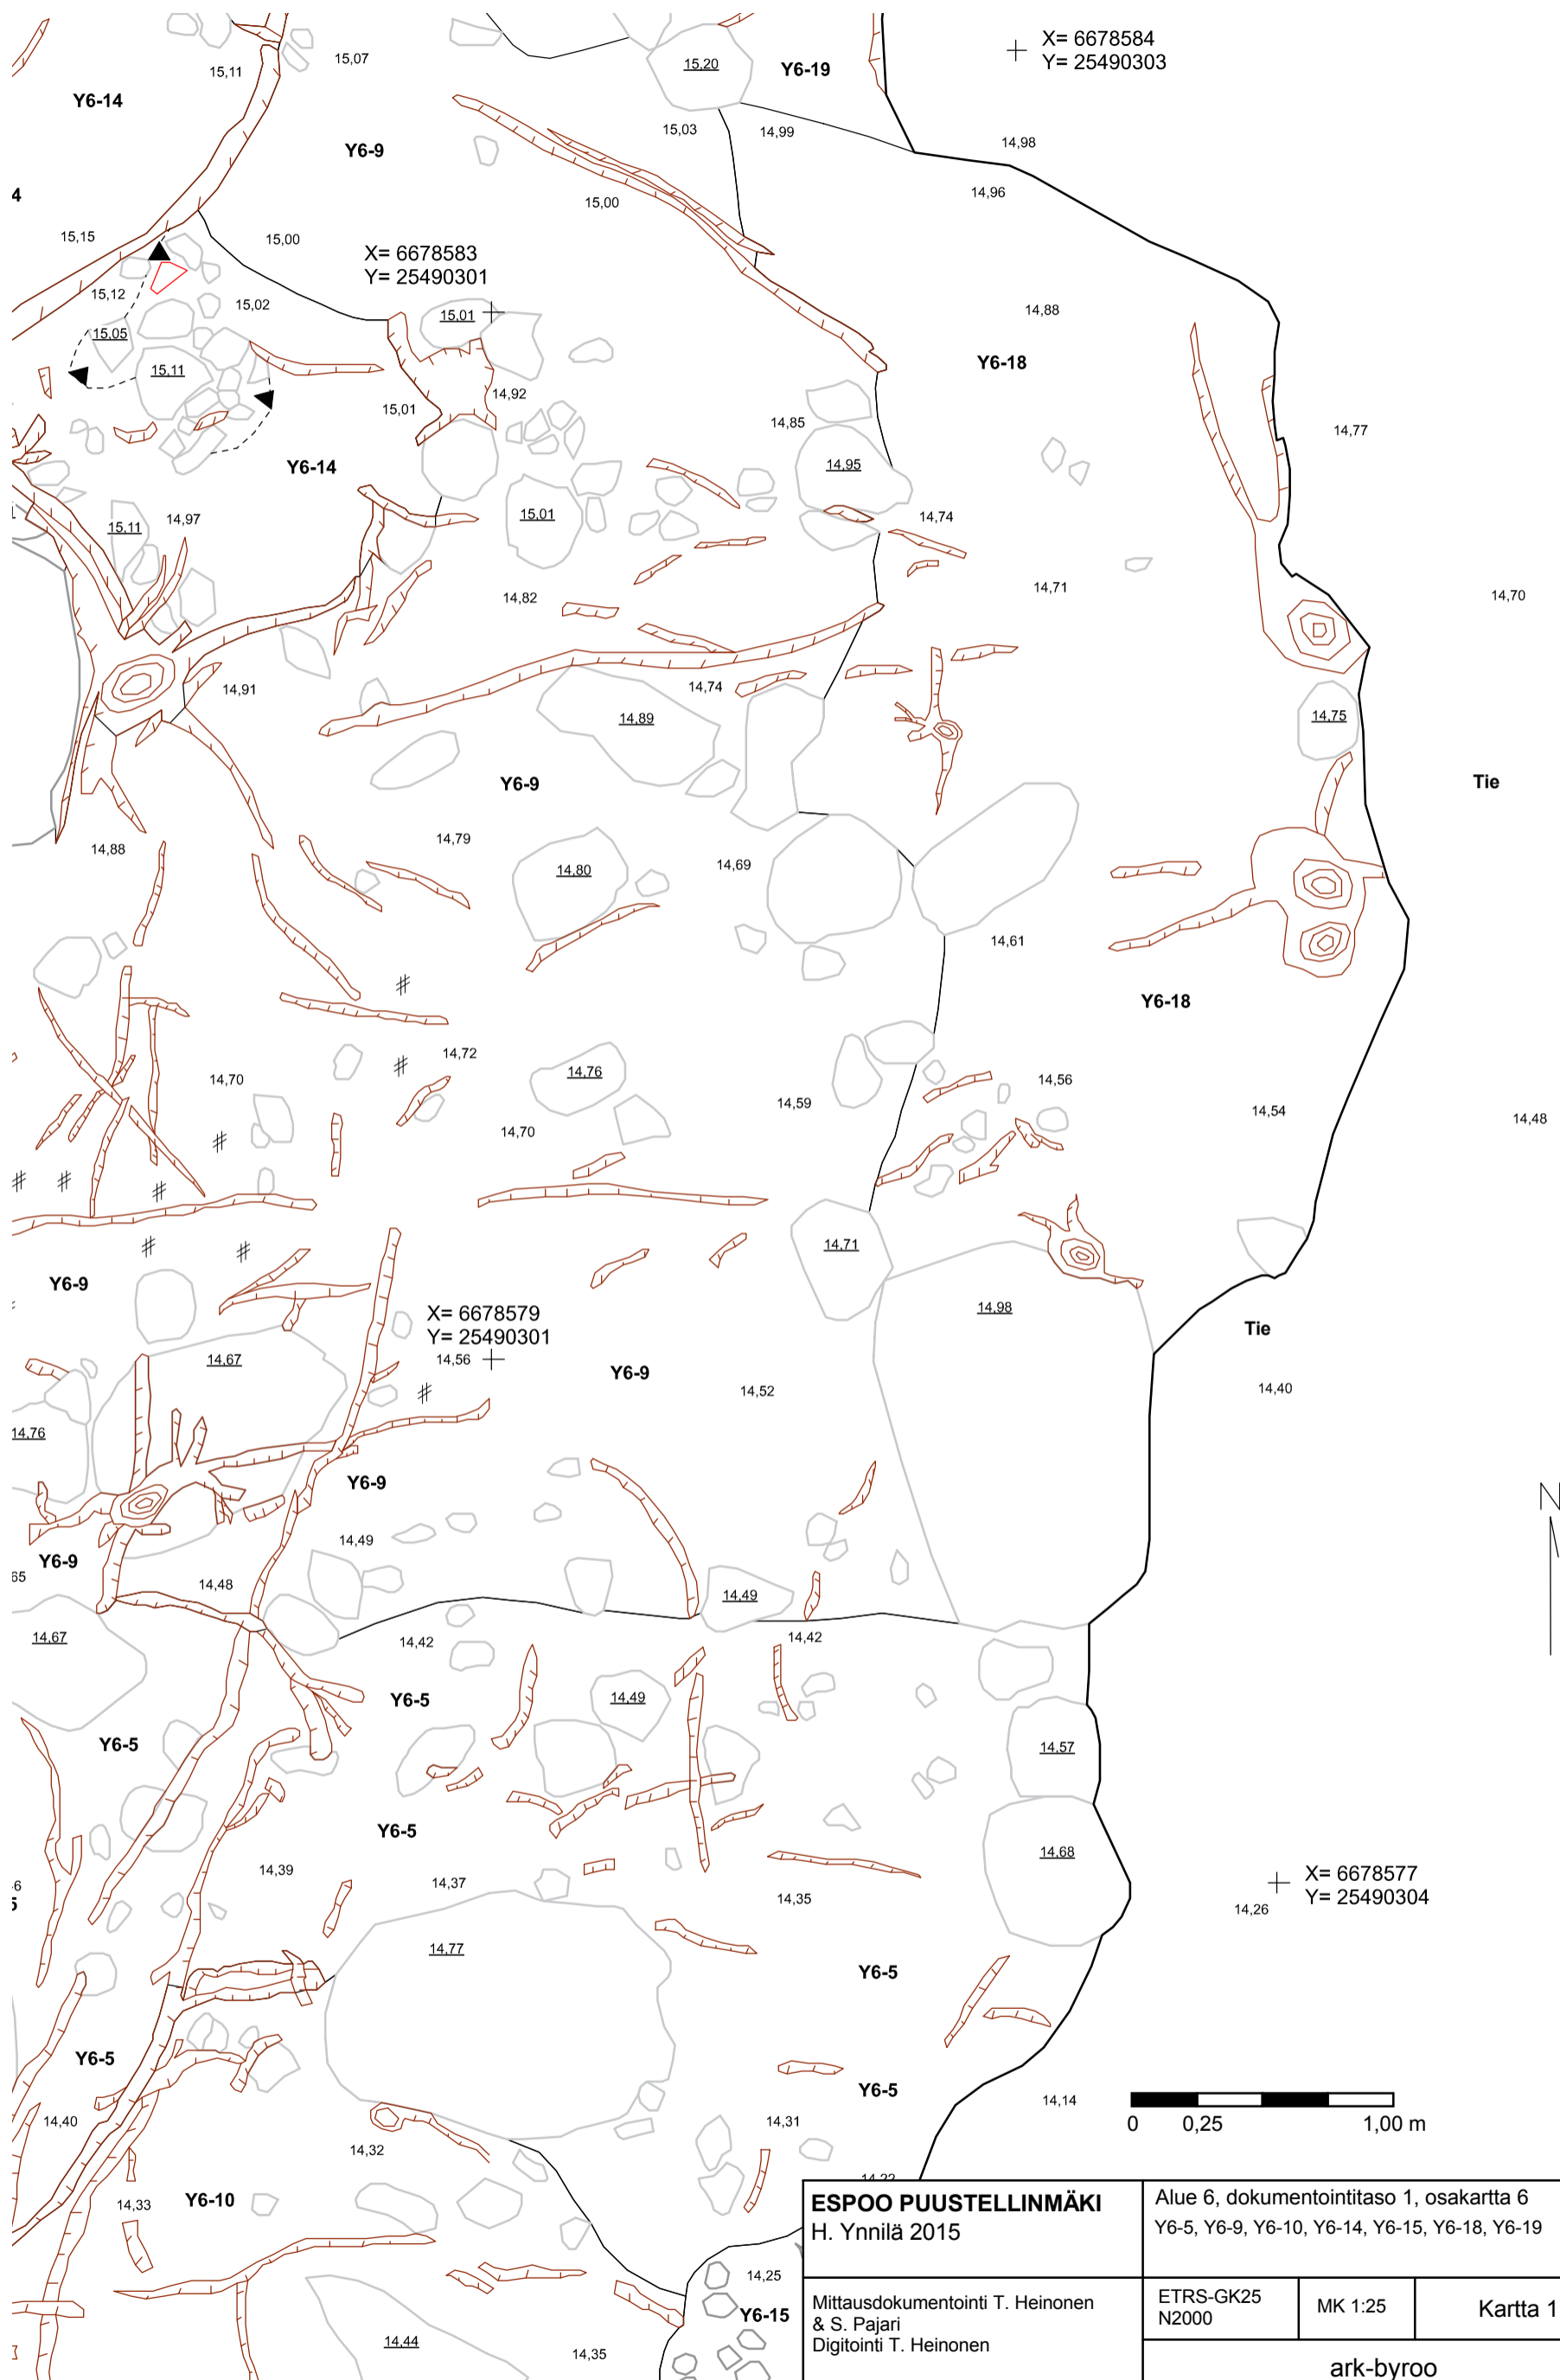 X= 6678584
Y= 25490303
15,07
15,11
15,20
Y6-19
Y6-14
15,03
14,99
14,98
Y6-9
14,96
4
15,00
15,15
15,00
X= 6678583
Y= 25490301
15,12
15,02
14,88
15,01
15,05
Y6-18
15,11
14,92
15,01
14,85
14,77
Y6-14
14,95
15,11
14,97
15,01
14,74
14,82
14,71
14,70
14,91
14,74
14,89
14,75
Y6-9
Tie
14,88
14,79
14,80
14,69
14,61
Y6-18
14,72
14,70
14,76
14,59
14,56
14,54
14,48
14,70
14,71
Y6-9
14,98
X= 6678579
Y= 25490301
Tie
14,67
14,56
Y6-9
14,52
14,40
14,76
Y6-9
N
14,49
Y6-9
65
14,48
14,49
14,67
14,42
14,42
Y6-5
14,49
Y6-5
14,57
Y6-5
14,68
14,39
14,37
14,35
X= 6678577
Y= 25490304
14,26
14,77
Y6-5
Y6-5
Y6-5
14,14
14,40
14,31
0 0,25 1,00 m
14,32
14,33
Y6-10
14,22
14,25
Y6-15
14,44
14,35
ESPOO PUUSTELLINMÄKI
H. Ynnilä 2015
Alue 6, dokumentointitaso 1, osakartta 6
Y6-5, Y6-9, Y6-10, Y6-14, Y6-15, Y6-18, Y6-19
Mittausdokumentointi T. Heinonen
& S. Pajari
Digitointi T. Heinonen
ETRS-GK25
N2000
MK 1:25
Kartta 1
ark-byroo